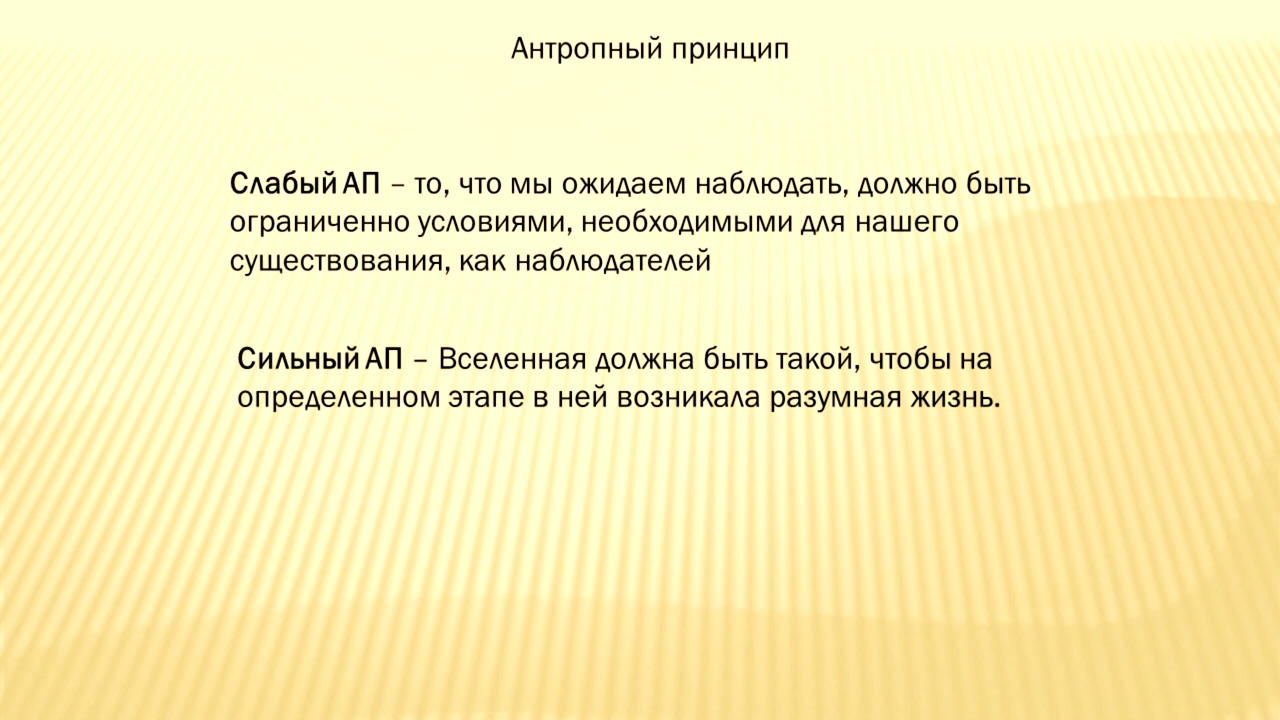 Антропный принцип
Слабый АП – то, что мы ожидаем наблюдать, должно быть
ограниченно условиями, необходимыми для нашего
существования, как наблюдателей
Сильный АП – Вселенная должна быть такой, чтобы на
определенном этапе в ней возникала разумная жизнь.